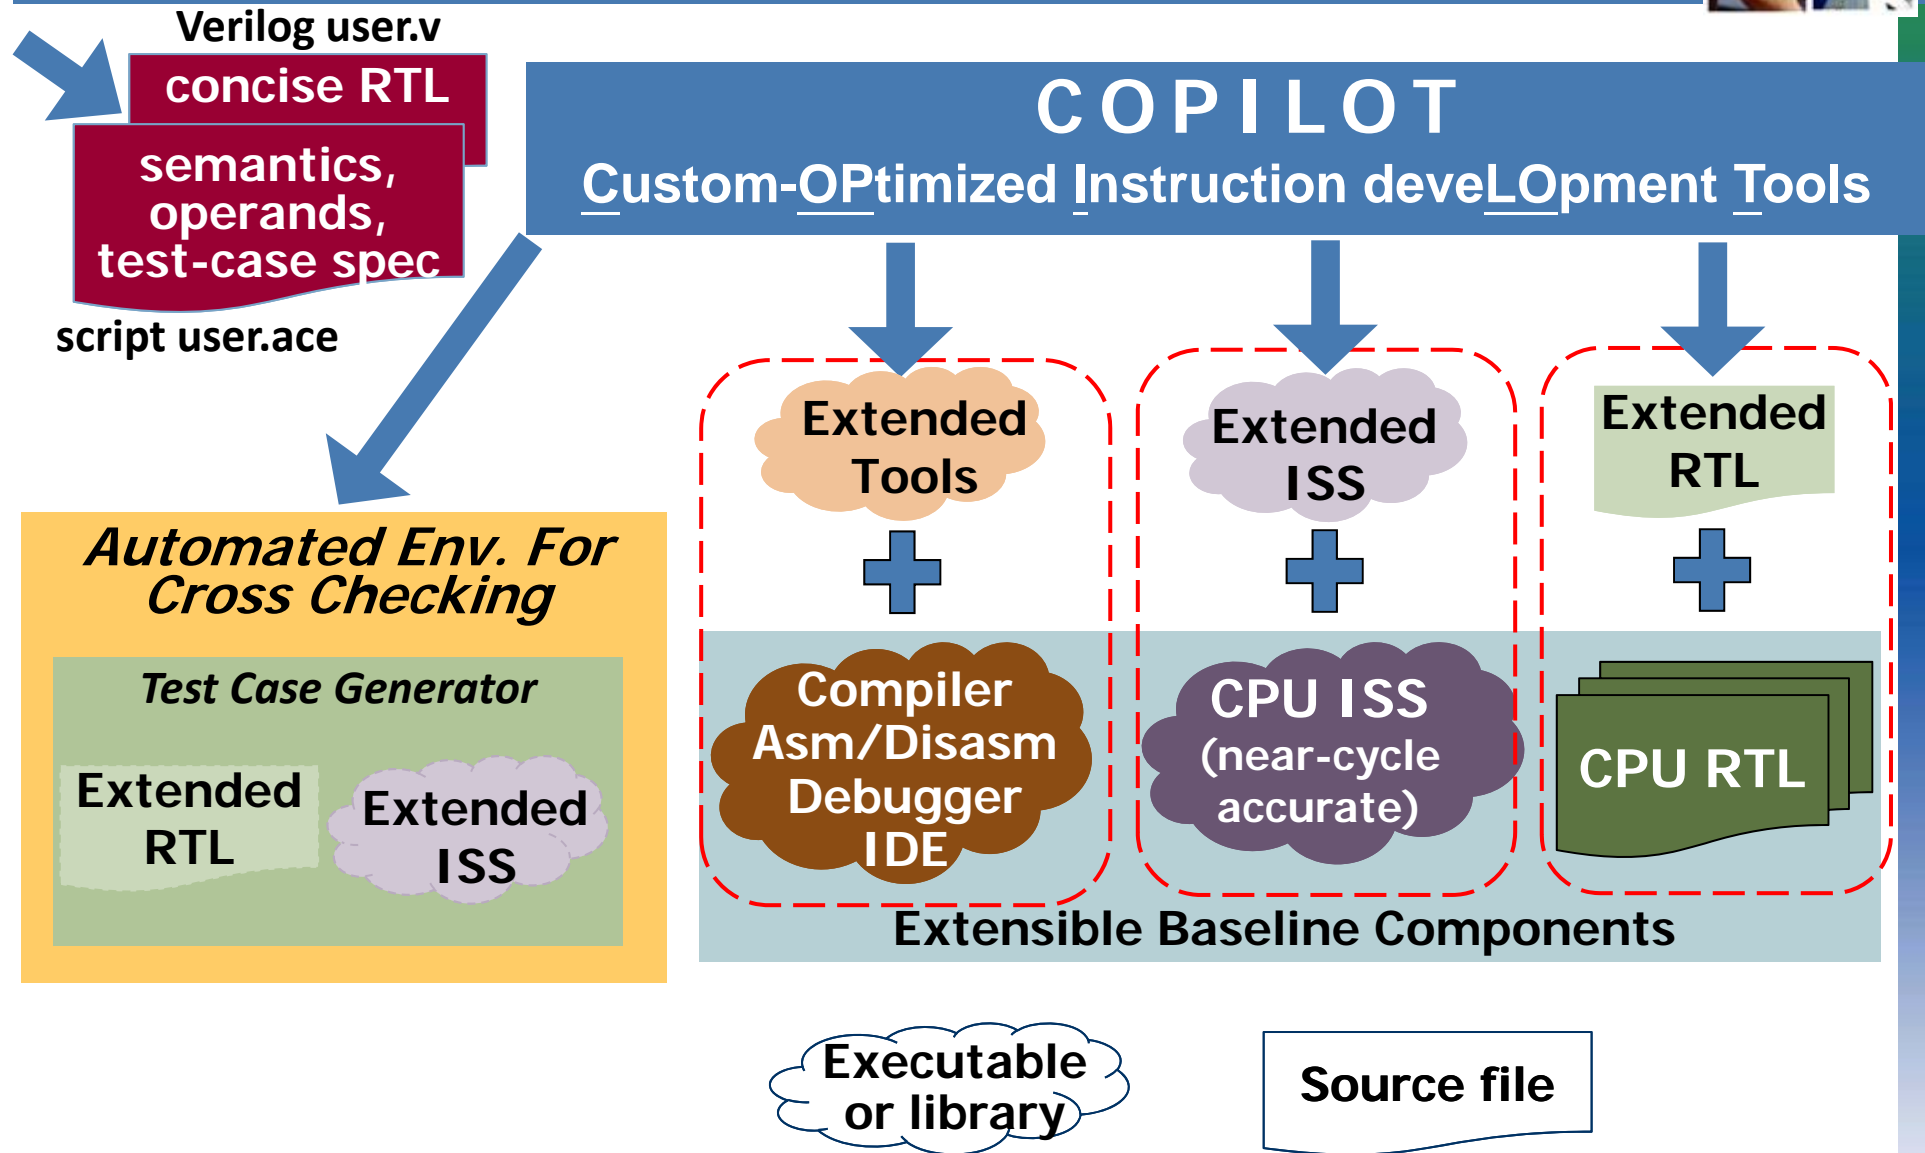 Verilog user.v
concise RTL
semantics,
operands,
test-case spec
script user.ace
COPILOT
Custom-OPtimized Instruction deveLOpment Tools
Extended
Tools
Extended
ISS
Extended
RTL
Automated Env. For
Cross Checking
Test Case Generator
Extended
RTL
Extended
ISS
Compiler
Asm/Disasm
Debugger
IDE
CPU ISS
(near-cycle
accurate)
CPU RTL
Extensible Baseline Components
Executable
or library
Source file